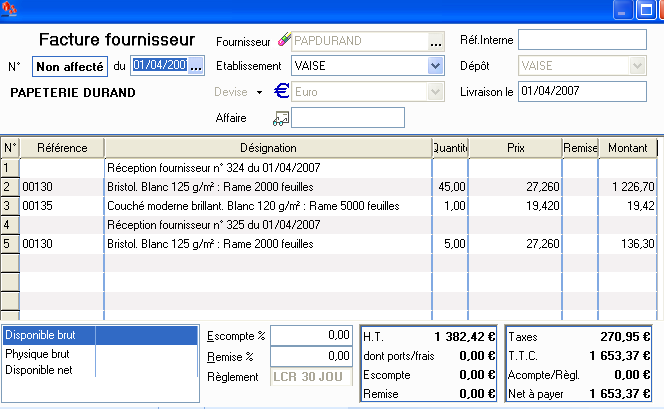 Facture fournisseur
Fournisseur PAPDURAND ... Réf.Interne
N° Non affecté du 01/04/2007 ... Etablissement VAISE Dépôt VAISE
PAPETERIE DURAND Devise € Euro Livraison le 01/04/2007
Affaire
N° Référence Désignation Quantité Prix Remise Montant
1 Réception fournisseur n° 324 du 01/04/2007
2 00130 Bristol. Blanc 125 g/m² : Rame 2000 feuilles 45,00 27,260 1 226,70
3 00135 Couché moderne brillant. Blanc 120 g/m² : Rame 5000 feuilles 1,00 19,420 19,42
4 Réception fournisseur n° 325 du 01/04/2007
5 00130 Bristol. Blanc 125 g/m² : Rame 2000 feuilles 5,00 27,260 136,30
Disponible brut Escompte % 0,00 H.T. 1 382,42 € Taxes 270,95 €
Physique brut Remise % 0,00 dont ports/frais 0,00 € T.T.C. 1 653,37 €
Disponible net Règlement LCR 30 JOU Escompte 0,00 € Acompte/Régl. 0,00 €
Remise 0,00 € Net à payer 1 653,37 €